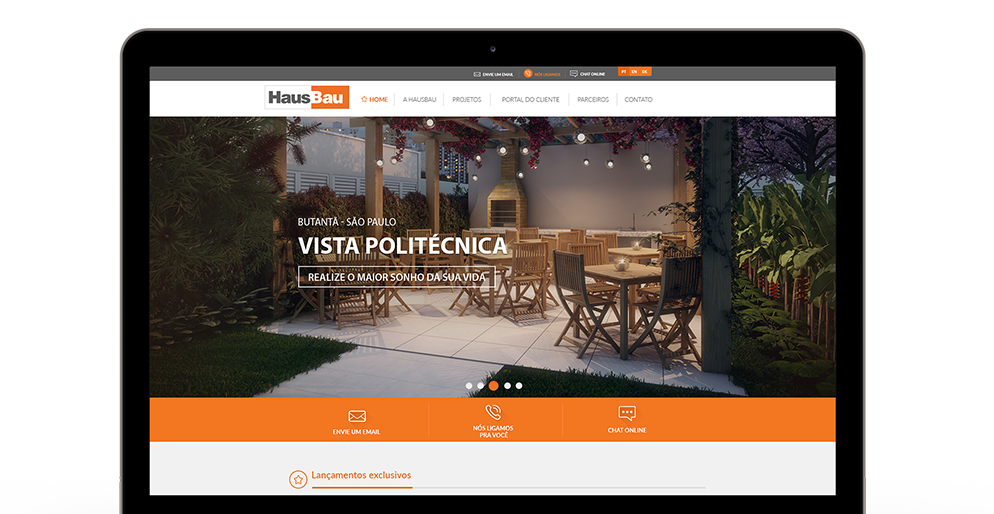 ENVIE UM EMAIL
NÓS LIGAMOS
CHAT ONLINE
PT EN DE
HausBau
HOME
A HAUSBAU
PROJETOS
PORTAL DO CLIENTE
PARCEIROS
CONTATO
BUTANTÃ - SÃO PAULO
VISTA POLITÉCNICA
REALIZE O MAIOR SONHO DA SUA VIDA
ENVIE UM EMAIL
NÓS LIGAMOS
PRA VOCÊ
CHAT ONLINE
Lançamentos exclusivos